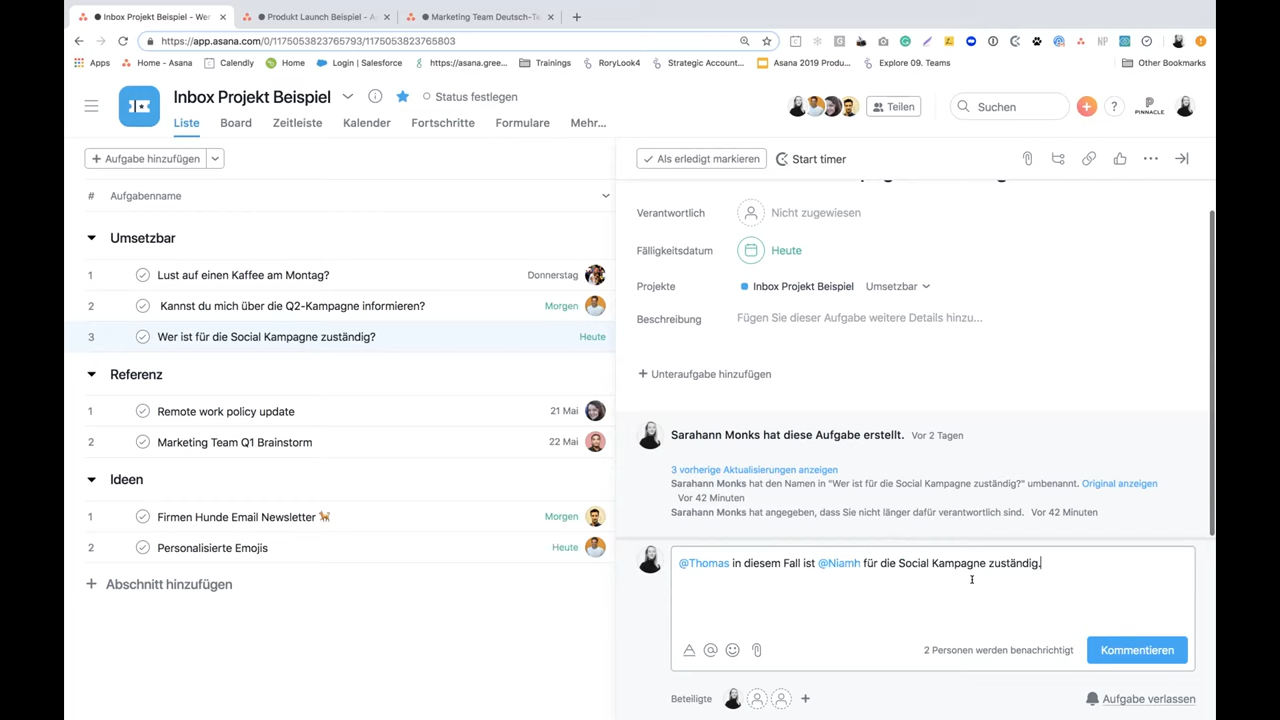 Inbox Projekt Beispiel - Wer
Produkt Launch Beispiel - A
Marketing Team Deutsch-Te
https://app.asana.com/0/1175053823765793/1175053823765803
Apps
Home - Asana
Calendly
Home
Login | Salesforce
https://asana.gree...
Trainings
RoryLook4
Strategic Account...
Asana 2019 Produ...
Explore 09. Teams
Other Bookmarks
Inbox Projekt Beispiel
Status festlegen
Teilen
Suchen
PINNACLE
Liste
Board
Zeitleiste
Kalender
Fortschritte
Formulare
Mehr...
+ Aufgabe hinzufügen
# Aufgabenname
Umsetzbar
1 Lust auf einen Kaffee am Montag? Donnerstag
2 Kannst du mich über die Q2-Kampagne informieren? Morgen
3 Wer ist für die Social Kampagne zuständig? Heute
Referenz
1 Remote work policy update 21 Mai
2 Marketing Team Q1 Brainstorm 22 Mai
Ideen
1 Firmen Hunde Email Newsletter 🐕 Morgen
2 Personalisierte Emojis Heute
+ Abschnitt hinzufügen
✓ Als erledigt markieren
Start timer
Verantwortlich Nicht zugewiesen
Fälligkeitsdatum Heute
Projekte Inbox Projekt Beispiel Umsetzbar
Beschreibung Fügen Sie dieser Aufgabe weitere Details hinzu...
+ Unteraufgabe hinzufügen
Sarahann Monks hat diese Aufgabe erstellt. Vor 2 Tagen
3 vorherige Aktualisierungen anzeigen
Sarahann Monks hat den Namen in "Wer ist für die Social Kampagne zuständig?" umbenannt. Original anzeigen
Vor 42 Minuten
Sarahann Monks hat angegeben, dass Sie nicht länger dafür verantwortlich sind. Vor 42 Minuten
@Thomas in diesem Fall ist @Niamh für die Social Kampagne zuständig.
2 Personen werden benachrichtigt
Kommentieren
Beteiligte
Aufgabe verlassen